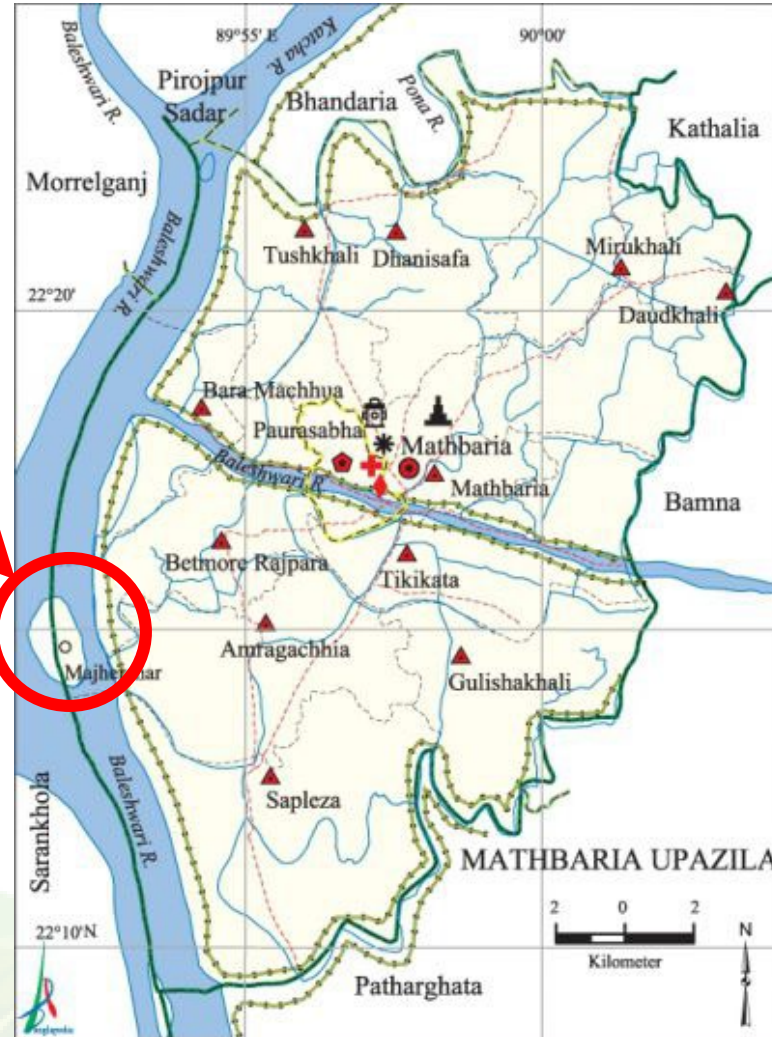 89°55' E
90°00'
Baleshwari R.
Katcha R.
Pirojpur
Sadar
Bhandaria
Pona R.
Kathalia
Morrelganj
Baleshwari R.
Tushkhali
Dhanisafa
Mirukhali
22°20'
Daudkhali
Bara Machhua
Paurasabha
Mathbaria
Baleshwari R
Mathbaria
Bamna
Betmore Rajpara
Tikikata
Amragachhia
Gulishakhali
Sarankhola
Baleshwari R.
Sapleza
MATHBARIA UPAZILA
2 0 2
Kilometer
N
22°10'N
Patharghata